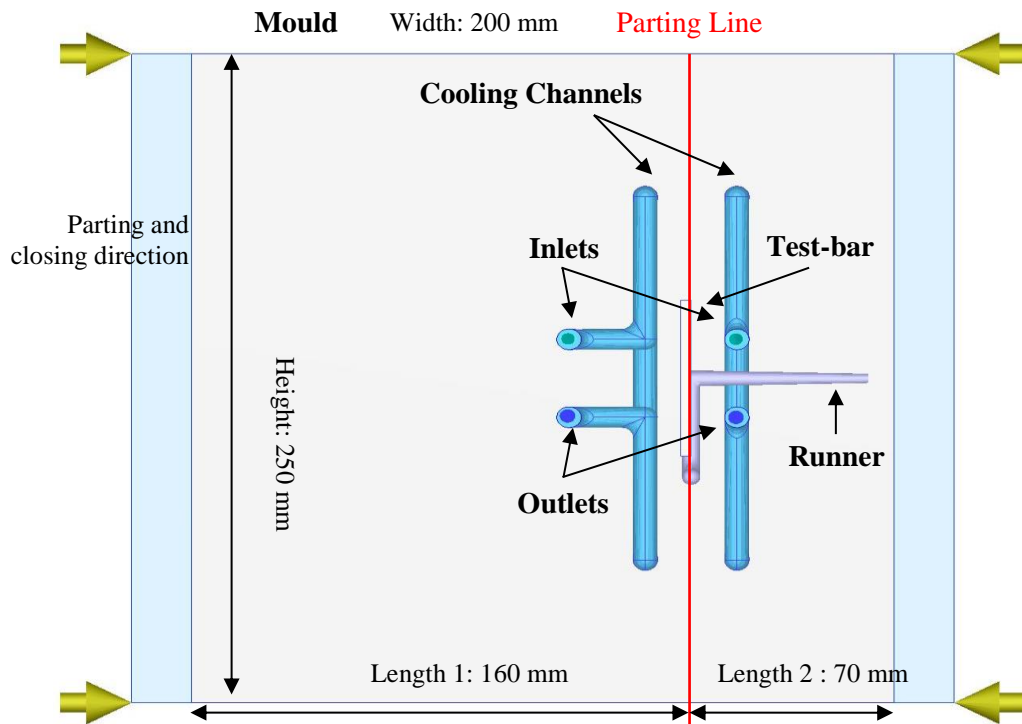 Mould Width: 200 mm Parting Line
Cooling Channels
Parting and
closing direction
Inlets
Test-bar
Height: 250 mm
Runner
Outlets
Length 1: 160 mm
Length 2 : 70 mm